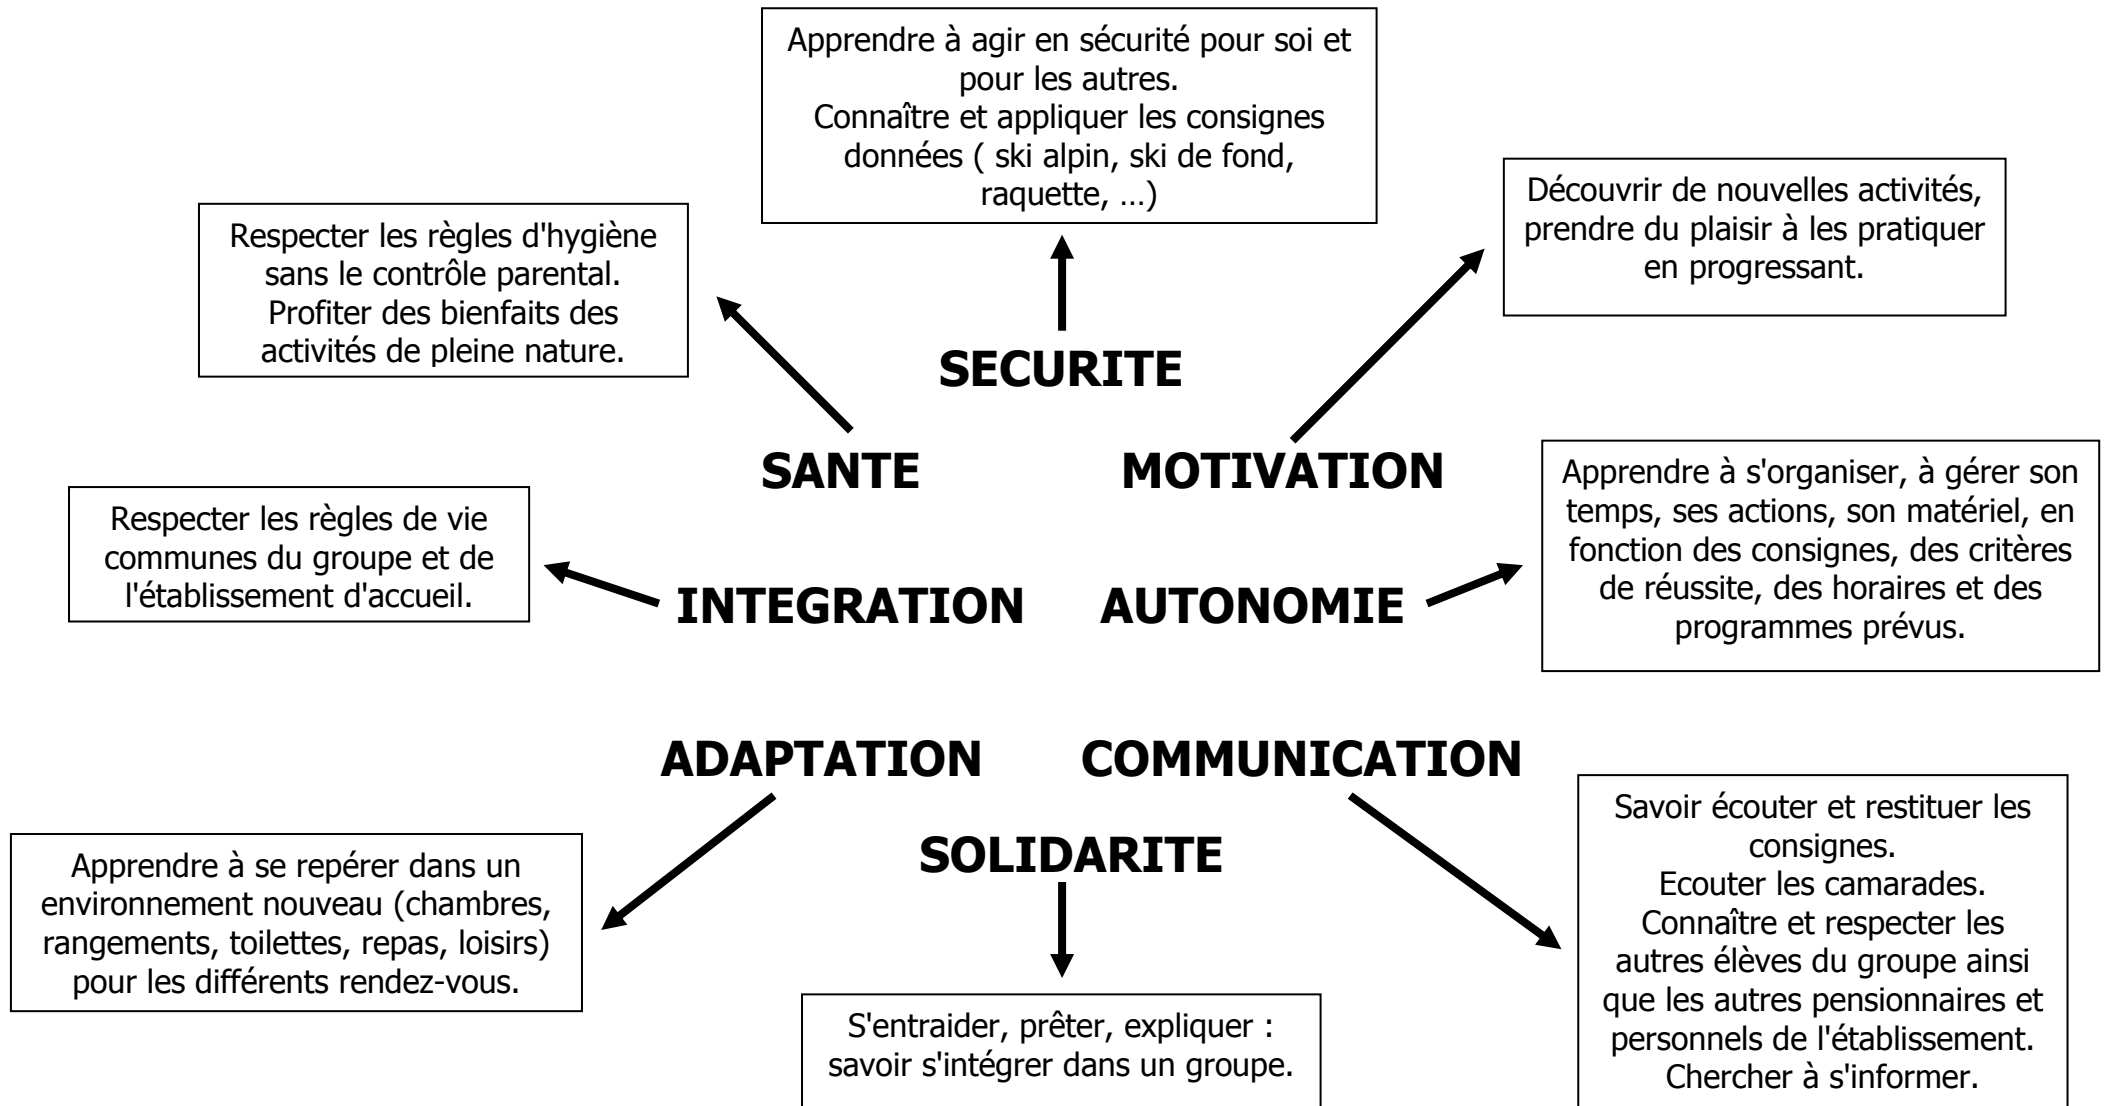 Apprendre à agir en sécurité pour soi et
pour les autres.
Connaître et appliquer les consignes
données ( ski alpin, ski de fond,
raquette, ...)
Découvrir de nouvelles activités,
prendre du plaisir à les pratiquer
en progressant.
Respecter les règles d'hygiène
sans le contrôle parental.
Profiter des bienfaits des
activités de pleine nature.
SECURITE
SANTE
MOTIVATION
Apprendre à s'organiser, à gérer son
temps, ses actions, son matériel, en
fonction des consignes, des critères
de réussite, des horaires et des
programmes prévus.
Respecter les règles de vie
communes du groupe et de
l'établissement d'accueil.
INTEGRATION
AUTONOMIE
ADAPTATION
COMMUNICATION
SOLIDARITE
Apprendre à se repérer dans un
environnement nouveau (chambres,
rangements, toilettes, repas, loisirs)
pour les différents rendez-vous.
S'entraider, prêter, expliquer :
savoir s'intégrer dans un groupe.
Savoir écouter et restituer les
consignes.
Ecouter les camarades.
Connaître et respecter les
autres élèves du groupe ainsi
que les autres pensionnaires et
personnels de l'établissement.
Chercher à s'informer.